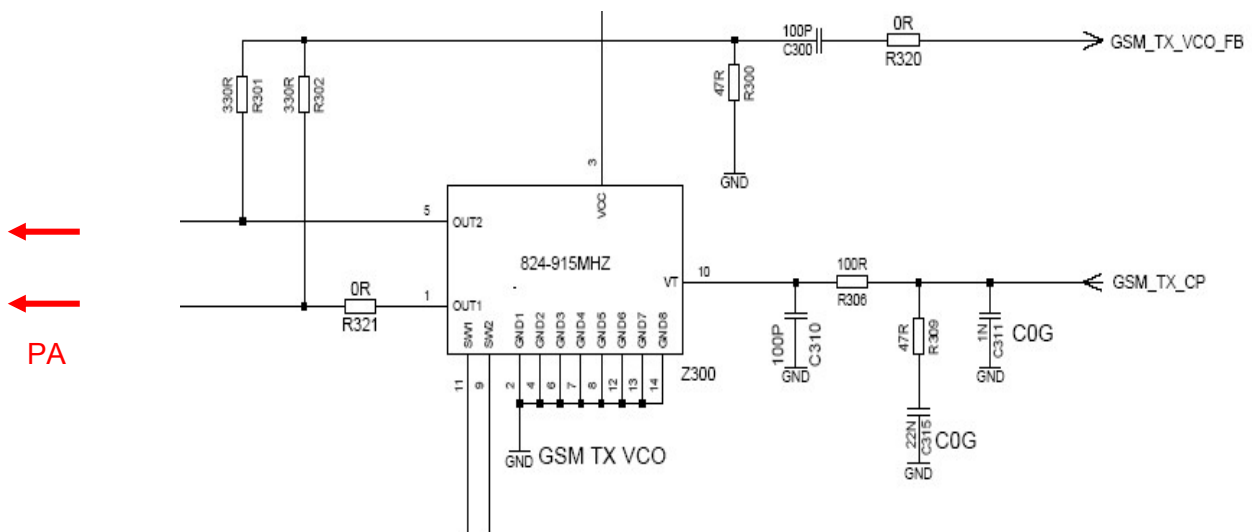 100P
C300
0R
R320
GSM_TX_VCO_FB
330R
R301
330R
R302
47R
R300
GND
3
VCC
5
OUT2
824-915MHZ
VT
10
100R
R306
GSM_TX_CP
0R
R321
1
OUT1
PA
SW1
SW2
GND1
GND2
GND3
GND4
GND5
GND6
GND7
GND8
Z300
11
9
2
4
6
7
8
12
13
14
100P
C310
GND
47R
R309
1N
C311
C0G
GND
22N
C315
C0G
GND
GND
GSM TX VCO